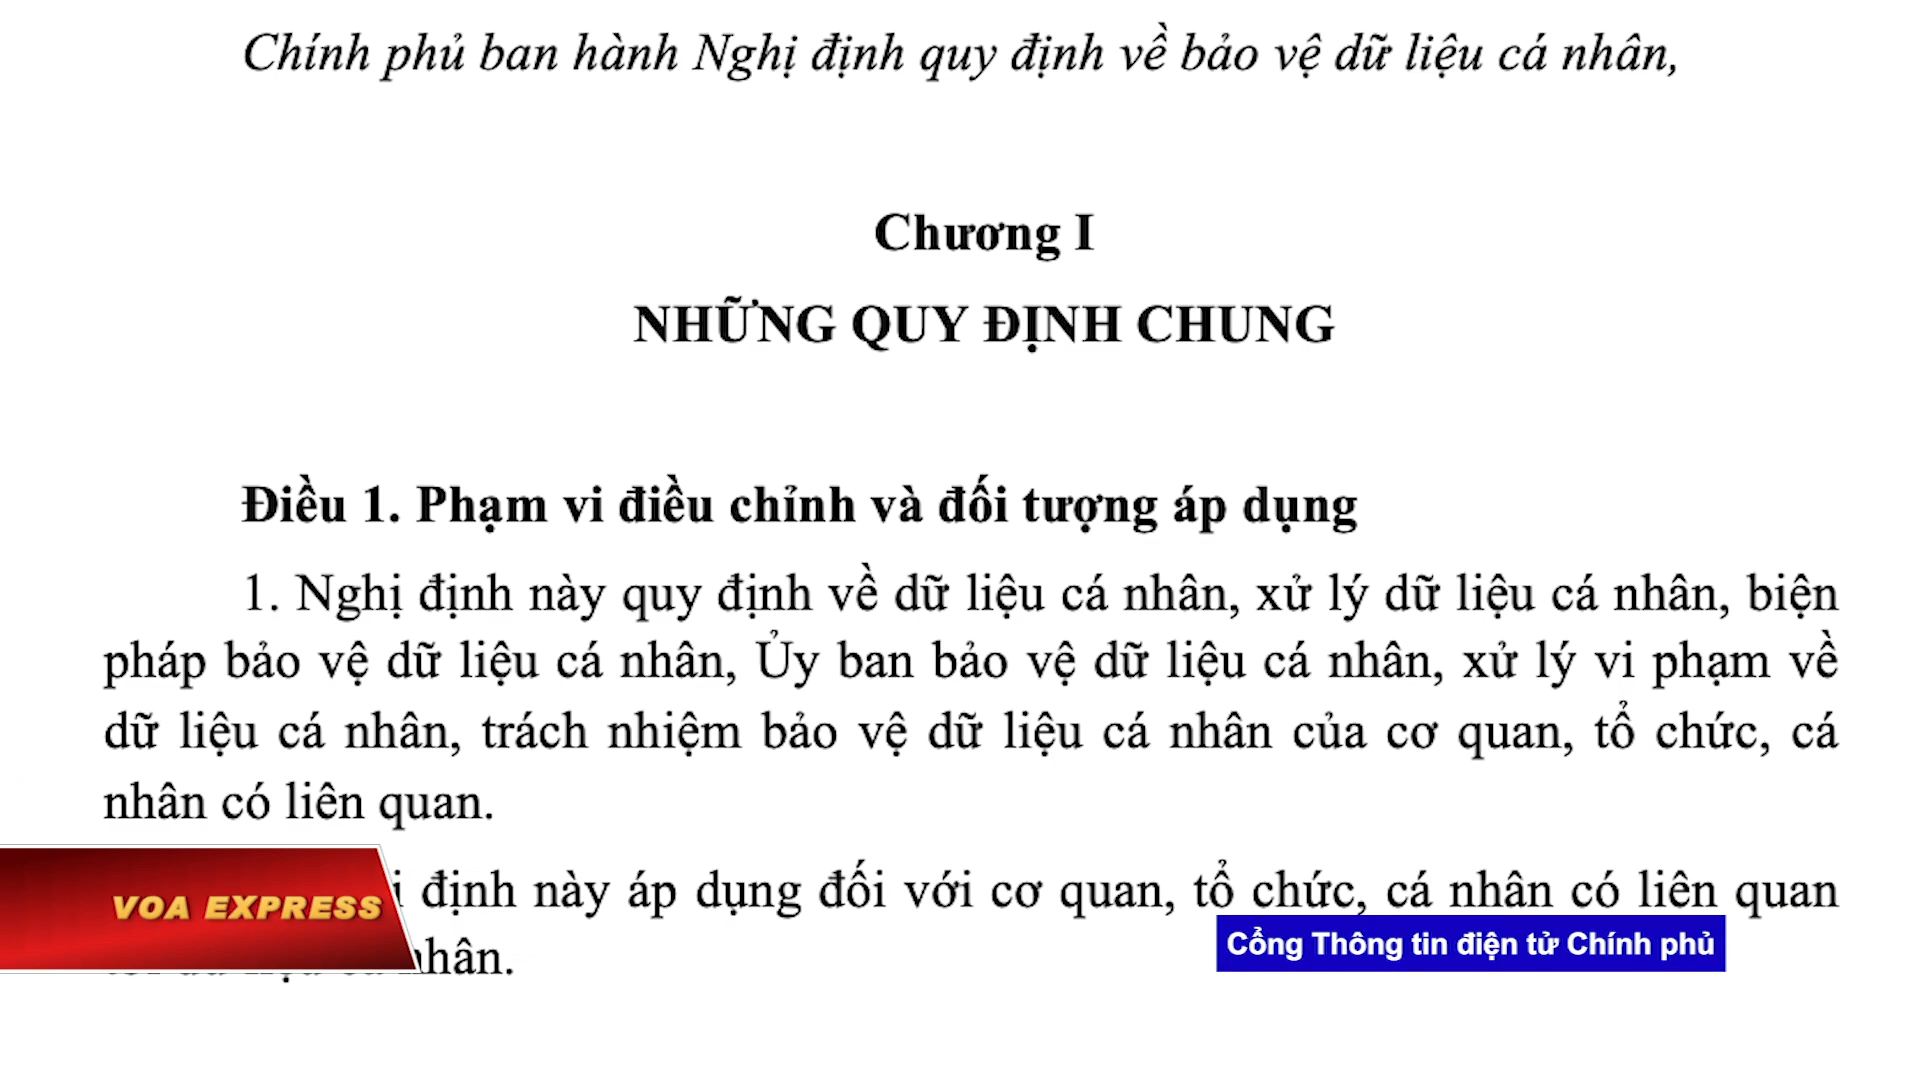 Chính phủ ban hành Nghị định quy định về bảo vệ dữ liệu cá nhân,
Chương I
NHỮNG QUY ĐỊNH CHUNG
Điều 1. Phạm vi điều chỉnh và đối tượng áp dụng
1. Nghị định này quy định về dữ liệu cá nhân, xử lý dữ liệu cá nhân, biện
pháp bảo vệ dữ liệu cá nhân, Ủy ban bảo vệ dữ liệu cá nhân, xử lý vi phạm về
dữ liệu cá nhân, trách nhiệm bảo vệ dữ liệu cá nhân của cơ quan, tổ chức, cá
nhân có liên quan.
định này áp dụng đối với cơ quan, tổ chức, cá nhân có liên quan
nhân.
VOA EXPRESS
Cổng Thông tin điện tử Chính phủ